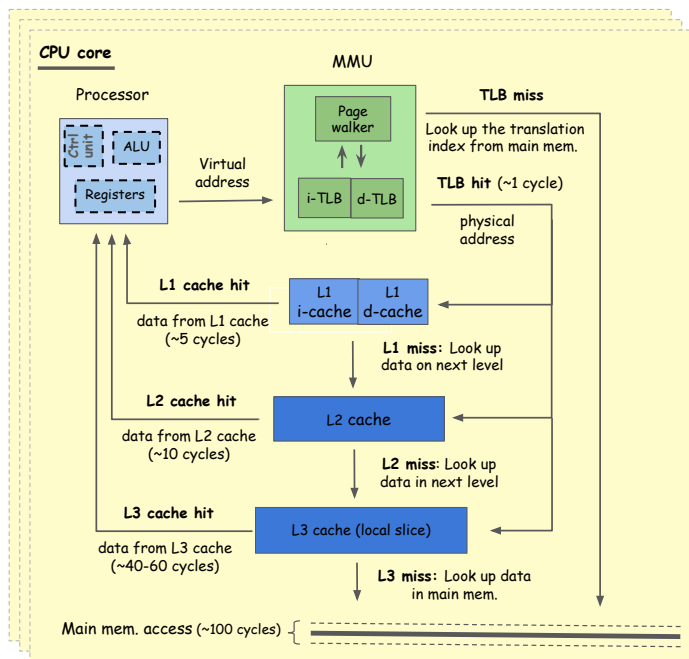 CPU core
Processor
MMU
Ctrl
unit
ALU
Registers
Virtual
address
Page
walker
i-TLB
d-TLB
TLB miss
Look up the translation
index from main mem.
TLB hit (~1 cycle)
physical
address
L1 cache hit
data from L1 cache
(~5 cycles)
L1
i-cache
L1
d-cache
L1 miss: Look up
data on next level
L2 cache hit
data from L2 cache
(~10 cycles)
L2 cache
L2 miss: Look up
data in next level
L3 cache hit
data from L3 cache
(~40-60 cycles)
L3 cache (local slice)
L3 miss: Look up data
in main mem.
Main mem. access (~100 cycles)